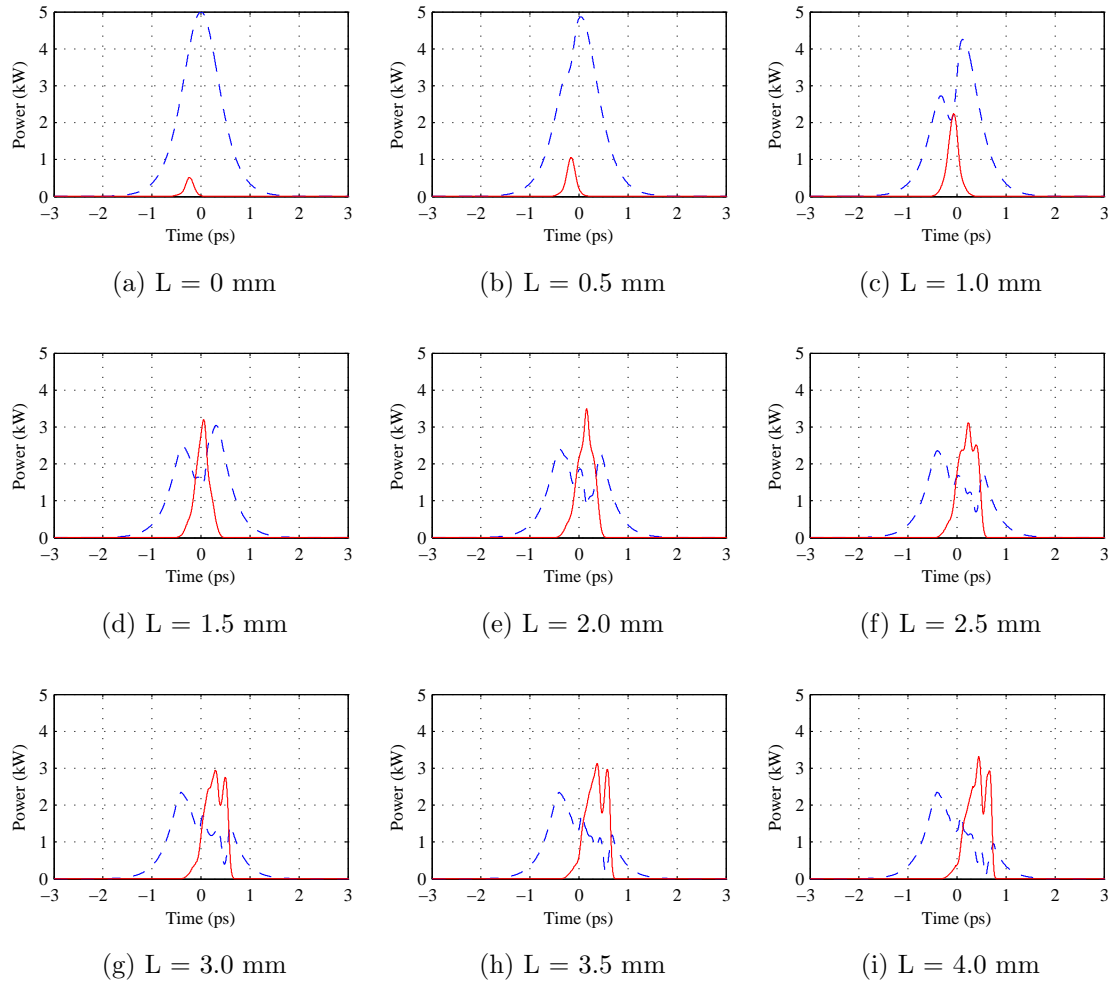 5
4
3
2
1
0
Power (kW)
−3 −2 −1 0 1 2 3
Time (ps)
(a) L = 0 mm
5
4
3
2
1
0
Power (kW)
−3 −2 −1 0 1 2 3
Time (ps)
(b) L = 0.5 mm
5
4
3
2
1
0
Power (kW)
−3 −2 −1 0 1 2 3
Time (ps)
(c) L = 1.0 mm
5
4
3
2
1
0
Power (kW)
−3 −2 −1 0 1 2 3
Time (ps)
(d) L = 1.5 mm
5
4
3
2
1
0
Power (kW)
−3 −2 −1 0 1 2 3
Time (ps)
(e) L = 2.0 mm
5
4
3
2
1
0
Power (kW)
−3 −2 −1 0 1 2 3
Time (ps)
(f) L = 2.5 mm
5
4
3
2
1
0
Power (kW)
−3 −2 −1 0 1 2 3
Time (ps)
(g) L = 3.0 mm
5
4
3
2
1
0
Power (kW)
−3 −2 −1 0 1 2 3
Time (ps)
(h) L = 3.5 mm
5
4
3
2
1
0
Power (kW)
−3 −2 −1 0 1 2 3
Time (ps)
(i) L = 4.0 mm